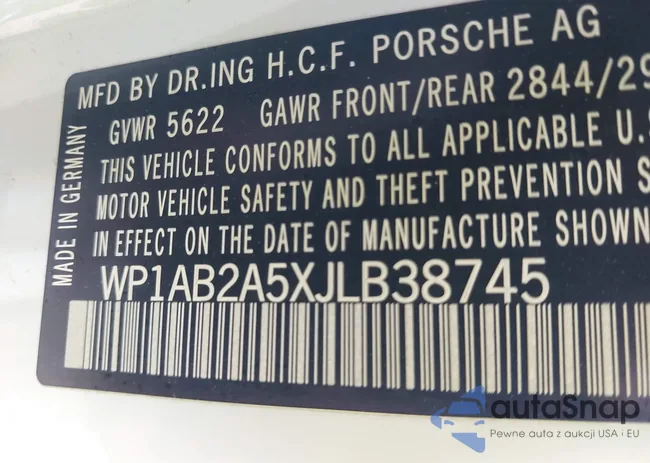 MFD BY DR.ING H.C.F. PORSCHE AG
GVWR 5622 GAWR FRONT/REAR 2844/29
THIS VEHICLE CONFORMS TO ALL APPLICABLE U.S
MOTOR VEHICLE SAFETY AND THEFT PREVENTION S
IN EFFECT ON THE DATE OF MANUFACTURE SHOWN
WP1AB2A5XJLB38745
MADE IN GERMANY
autaSnap
Pewne auta z aukcji USA i EU